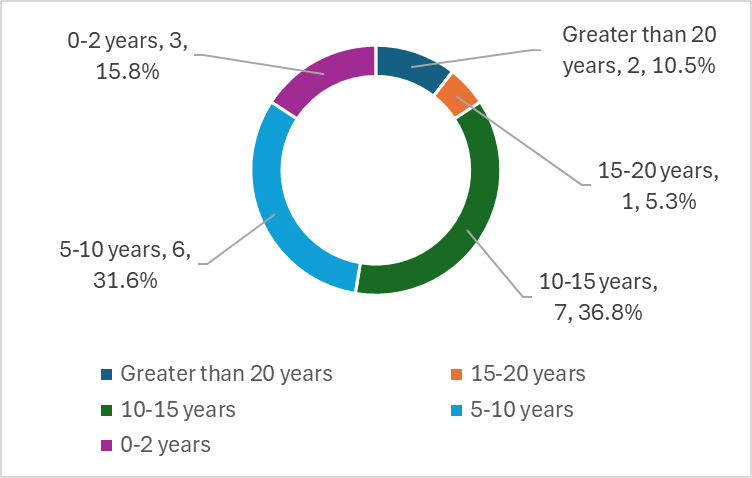 0-2 years, 3,
15.8%
Greater than 20
years, 2, 10.5%
15-20 years,
1, 5.3%
5-10 years, 6,
31.6%
10-15 years,
7, 36.8%
Greater than 20 years
15-20 years
10-15 years
5-10 years
0-2 years